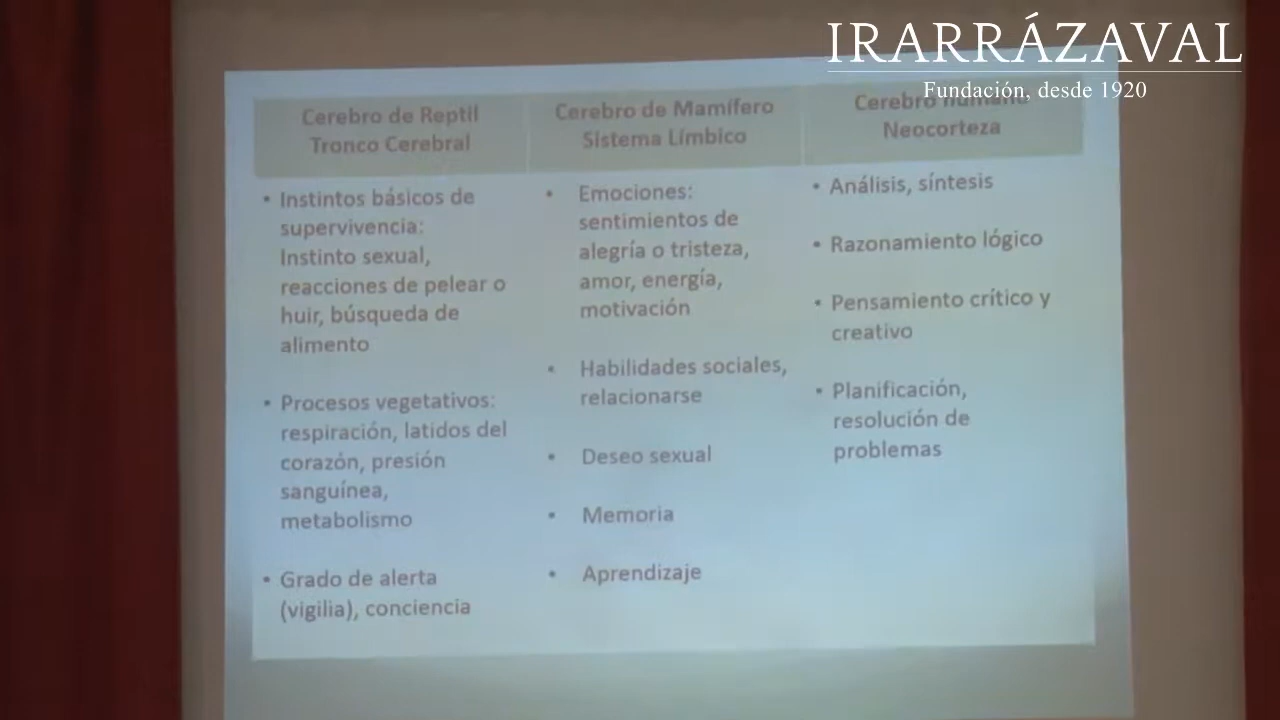 IRARRÁZAVAL
Fundación, desde 1920
Cerebro de Reptil
Tronco Cerebral
• Instintos básicos de
supervivencia:
Instinto sexual,
reacciones de pelear o
huir, búsqueda de
alimento
• Procesos vegetativos:
respiración, latidos del
corazón, presión
sanguínea,
metabolismo
• Grado de alerta
(vigilia), conciencia
Cerebro de Mamífero
Sistema Límbico
• Emociones:
sentimientos de
alegría o tristeza,
amor, energía,
motivación
• Habilidades sociales,
relacionarse
• Deseo sexual
• Memoria
• Aprendizaje
Cerebro humano
Neocorteza
• Análisis, síntesis
• Razonamiento lógico
• Pensamiento crítico y
creativo
• Planificación,
resolución de
problemas